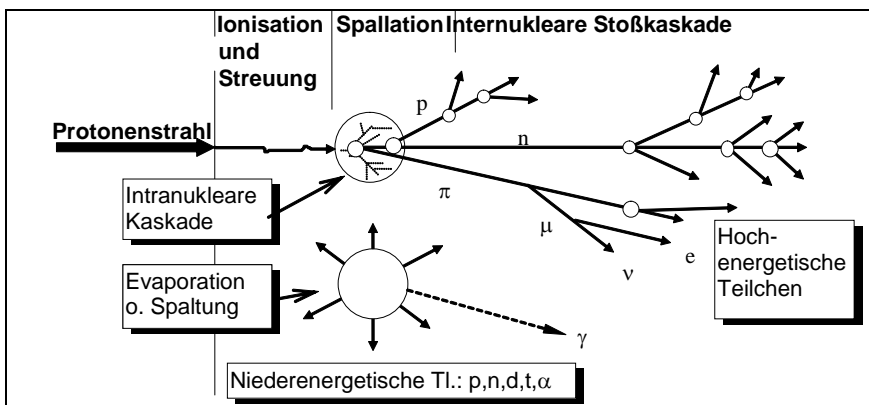 Ionisation
und
Streuung
Spallation
Internukleare Stoßkaskade
p
Protonenstrahl
n
Intranukleare
Kaskade
π
μ
ν
e
Hoch-
energetische
Teilchen
Evaporation
o. Spaltung
γ
Niederenergetische Tl.: p,n,d,t,α